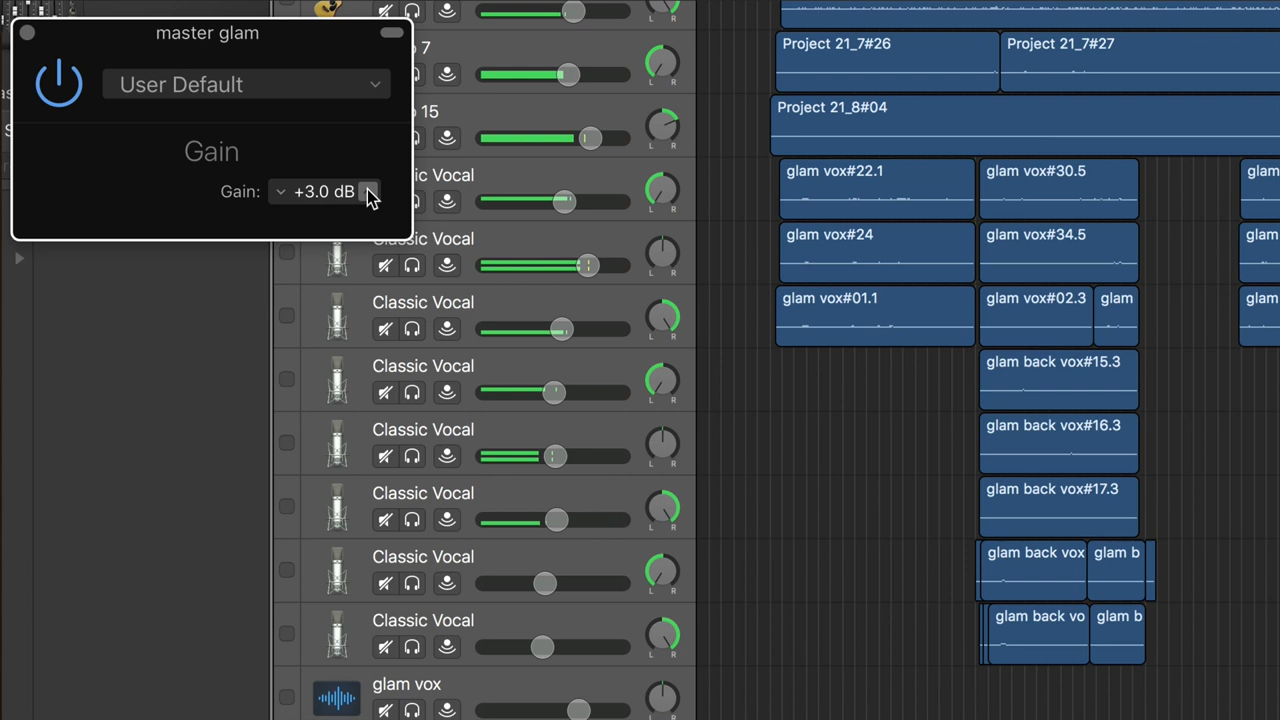 master glam
User Default
Gain
Gain: +3.0 dB
7
15
c Vocal
Classic Vocal
Classic Vocal
Classic Vocal
Classic Vocal
Classic Vocal
Classic Vocal
Classic Vocal
glam vox
L R
L R
L R
L R
L R
L R
L R
L R
L R
L R
L R
Project 21_7#26
Project 21_7#27
Project 21_8#04
glam vox#22.1
glam vox#30.5
glam
glam vox#24
glam vox#34.5
glam
glam vox#01.1
glam vox#02.3
glam
glam
glam back vox#15.3
glam back vox#16.3
glam back vox#17.3
glam back vox
glam b
glam back vo
glam b